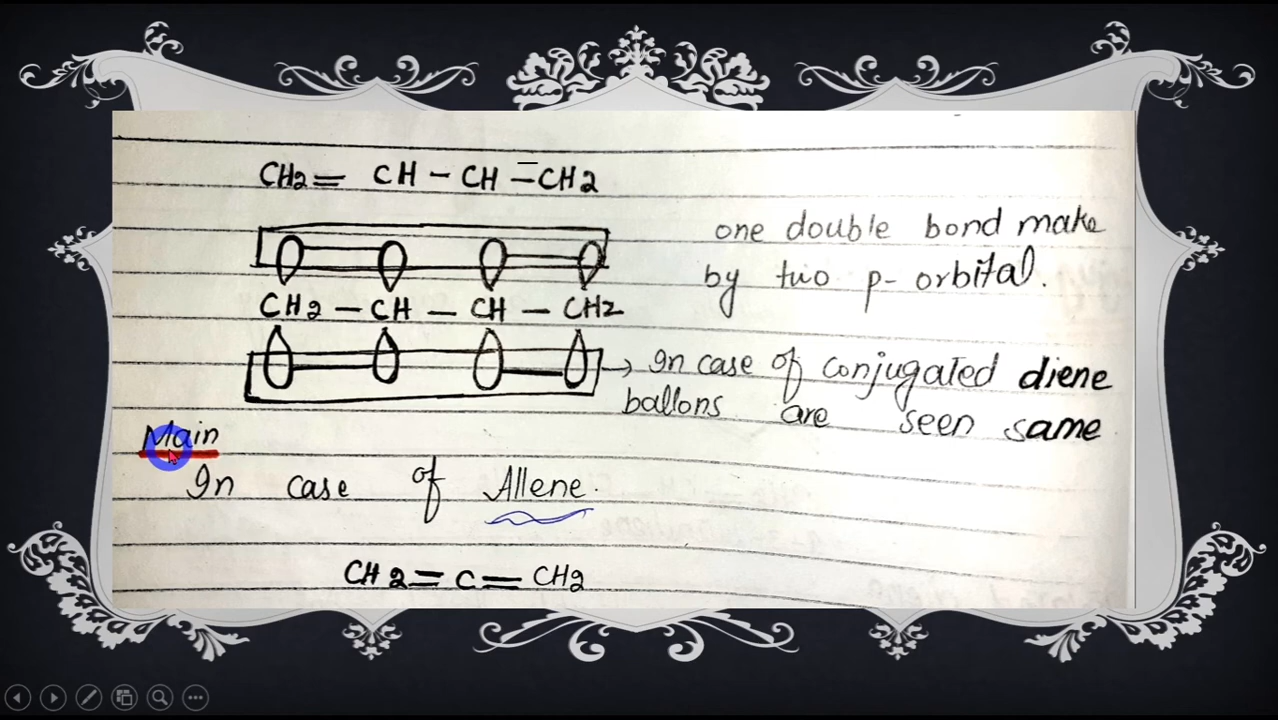 CH2= CH - CH = CH2
one double bond make
by two p- orbital.
CH2 - CH - CH - CH2
→ In case of conjugated diene
ballons are seen same
Main
In case of Allene.
CH2 = C = CH2